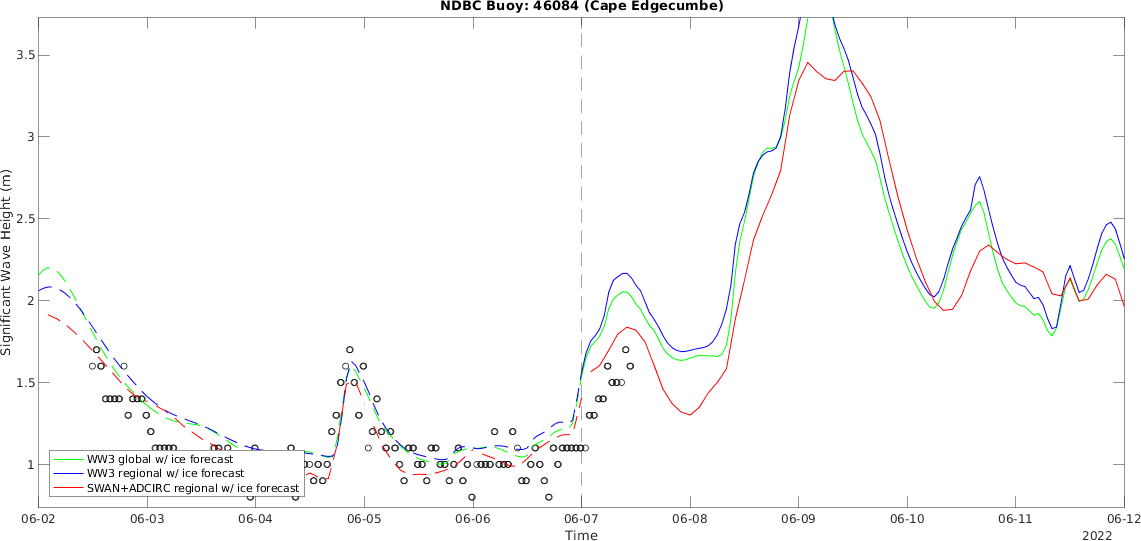 NDBC Buoy: 46084 (Cape Edgecumbe)
Significant Wave Height (m)
3.5
3
2.5
2
1.5
1
WW3 global w/ ice forecast
WW3 regional w/ ice forecast
SWAN+ADCIRC regional w/ ice forecast
06-02 06-03 06-04 06-05 06-06 06-07 06-08 06-09 06-10 06-11 06-12
Time
2022